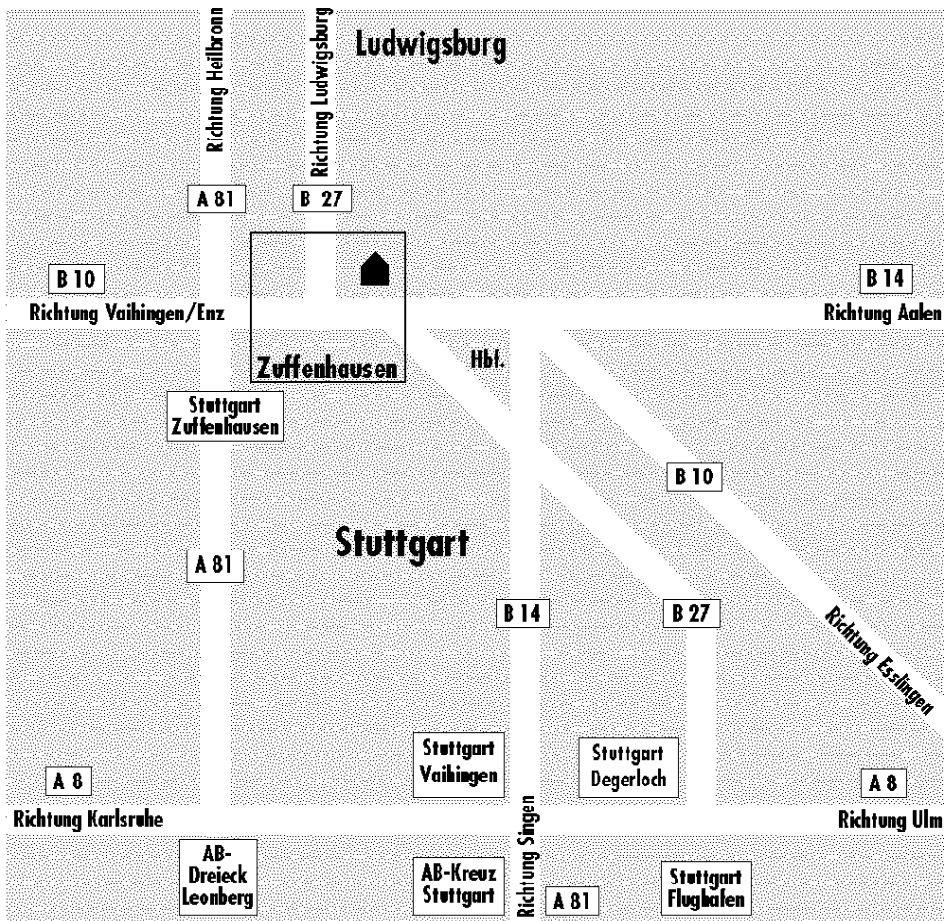 Ludwigsburg
Richtung Heilbronn
Richtung Ludwigsburg
A 81
B 27
B 10
B 14
Richtung Vaihingen/Enz
Richtung Aalen
Hbf.
Zuffenhausen
Stuttgart
Zuffenhausen
B 10
Stuttgart
A 81
B 14
B 27
Richtung Esslingen
Stuttgart
Vaihingen
Stuttgart
Degerloch
A 8
A 8
Richtung Karlsruhe
Richtung Ulm
Richtung Singen
AB-
Dreieck
Leonberg
AB-Kreuz
Stuttgart
A 81
Stuttgart
Flughafen